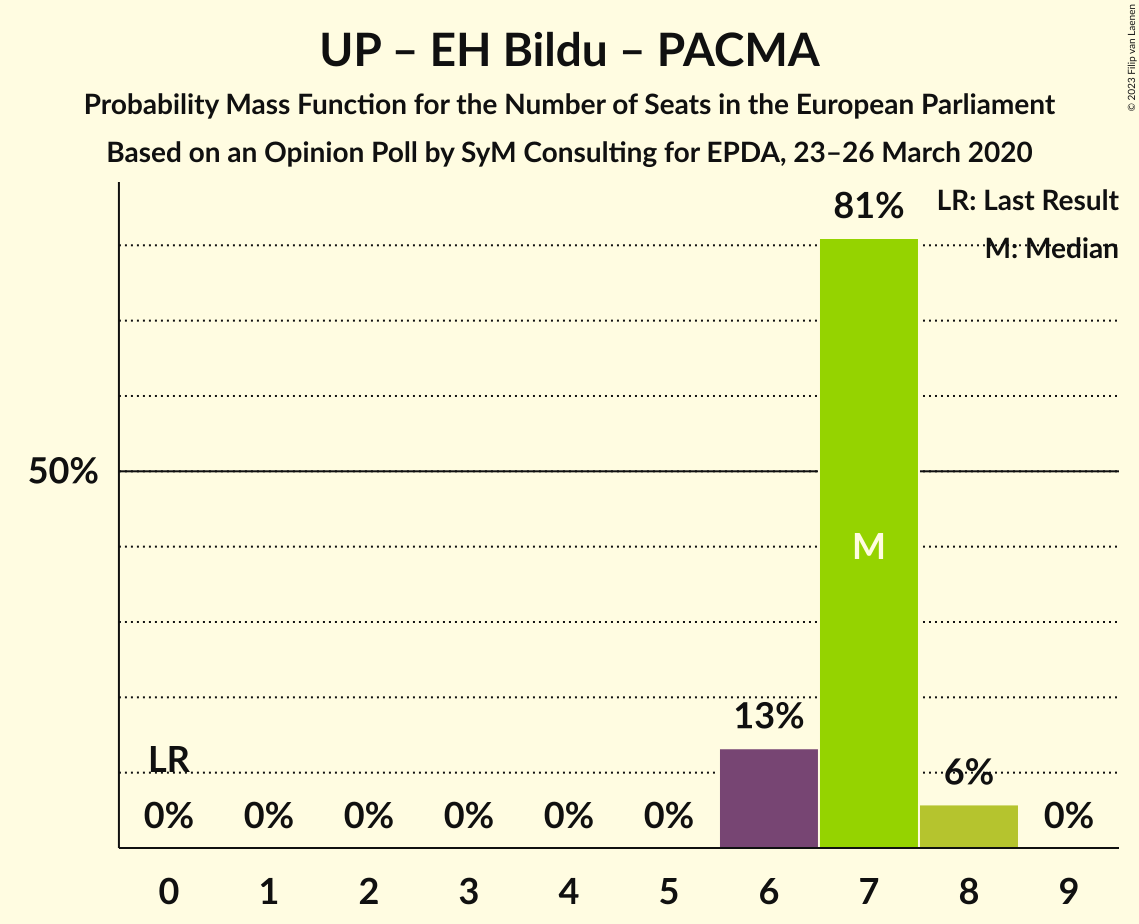 UP – EH Bildu – PACMA
Probability Mass Function for the Number of Seats in the European Parliament
Based on an Opinion Poll by SyM Consulting for EPDA, 23–26 March 2020
© 2023 Filip van Laenen
LR: Last Result
M: Median
81%
50%
M
13%
LR
6%
0% 0% 0% 0% 0% 0% 0%
0 1 2 3 4 5 6 7 8 9